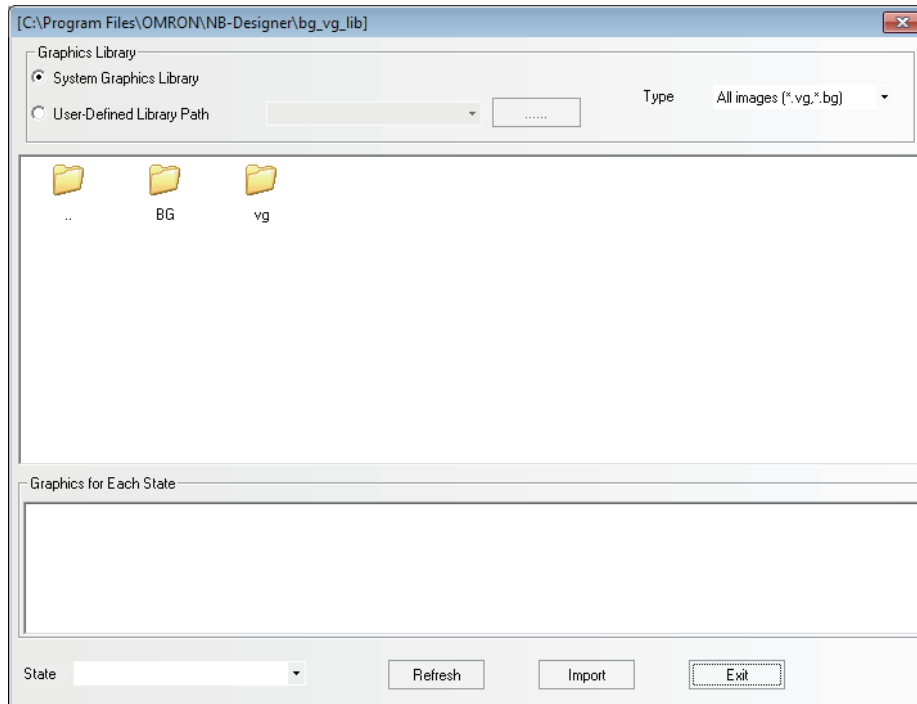 [C:\Program Files\OMRON\NB-Designer\bg_vg_lib]
Graphics Library
System Graphics Library
User-Defined Library Path
......
Type
All images (*.vg,*.bg)
..
BG
vg
Graphics for Each State
State
Refresh
Import
Exit